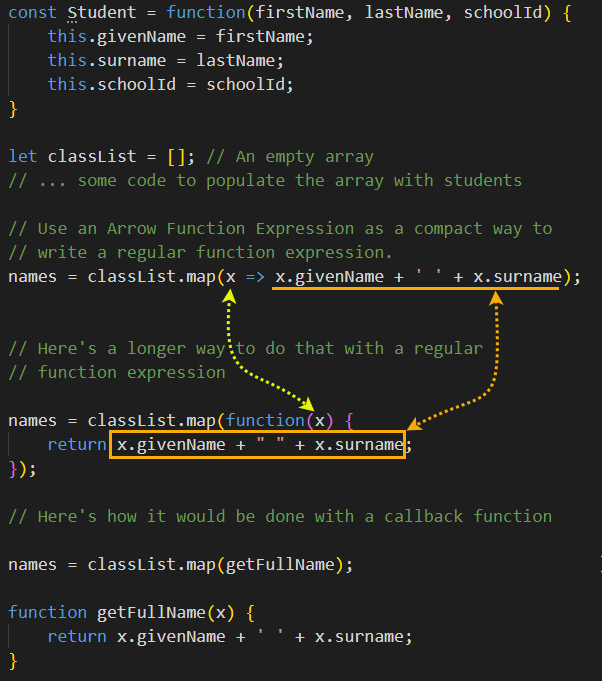 const Student = function(firstName, lastName, schoolId) {
    this.givenName = firstName;
    this.surname = lastName;
    this.schoolId = schoolId;
}
let classList = []; // An empty array
// ... some code to populate the array with students
// Use an Arrow Function Expression as a compact way to
// write a regular function expression.
names = classList.map(x => x.givenName + ' ' + x.surname);
// Here's a longer way to do that with a regular
// function expression
names = classList.map(function(x) {
    return x.givenName + " " + x.surname;
});
// Here's how it would be done with a callback function
names = classList.map(getFullName);
function getFullName(x) {
    return x.givenName + ' ' + x.surname;
}